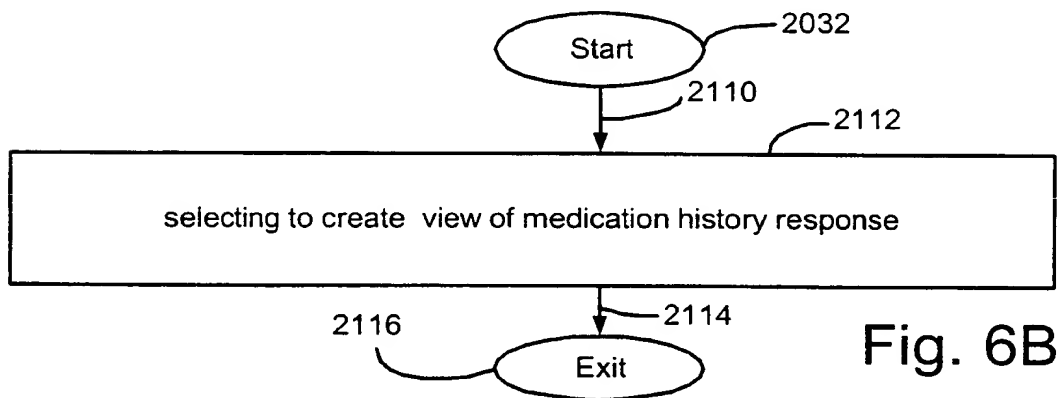 Start
2032
2110
2112
selecting to create view of medication history response
2114
2116
Exit
Fig. 6B